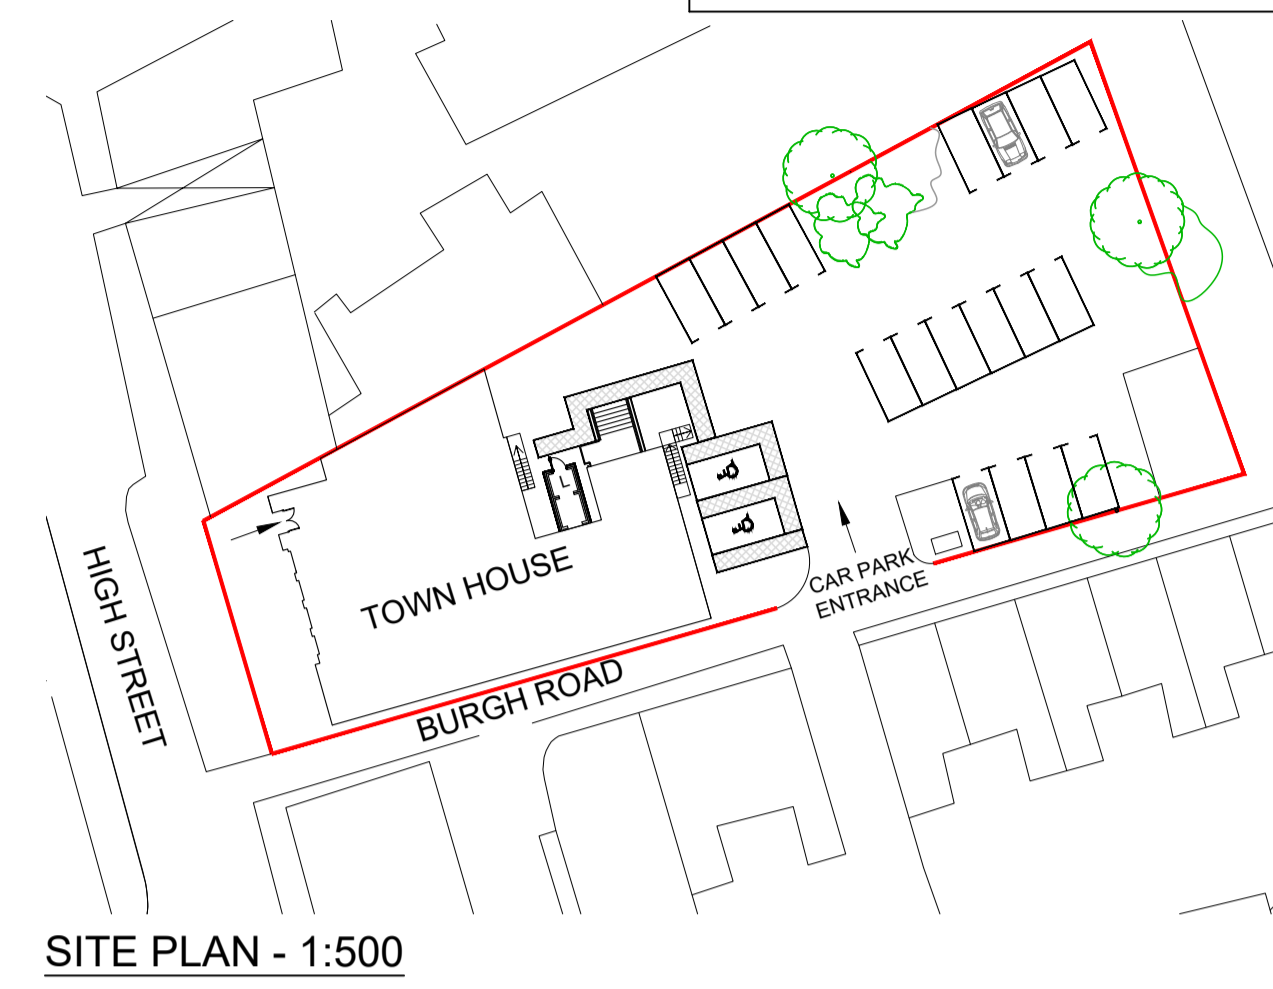 HIGH STREET
TOWN HOUSE
L
BURGH ROAD
CAR PARK
ENTRANCE
SITE PLAN - 1:500